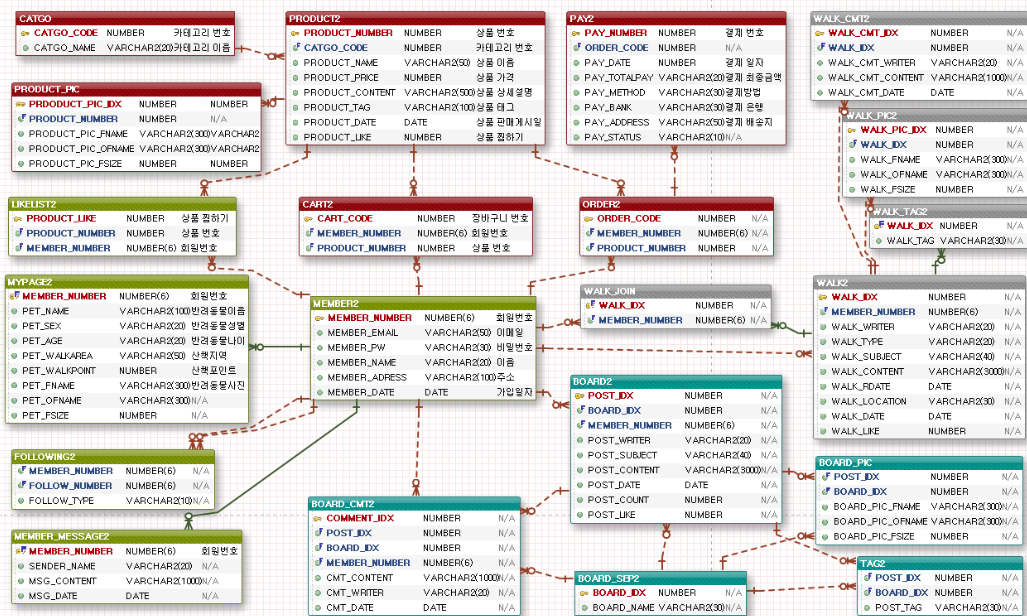 CATGO
CATGO_CODE NUMBER 카테고리 번호
CATGO_NAME VARCHAR2(20) 카테고리 이름
PRODUCT2
PRODUCT_NUMBER NUMBER 상품 번호
CATGO_CODE NUMBER 카테고리 번호
PRODUCT_NAME VARCHAR2(50) 상품 이름
PRODUCT_PRICE NUMBER 상품 가격
PRODUCT_CONTENT VARCHAR2(500) 상품 상세설명
PRODUCT_TAG VARCHAR2(100) 상품 태그
PRODUCT_DATE DATE 상품 판매게시일
PRODUCT_LIKE NUMBER 상품 찜하기
PAY2
PAY_NUMBER NUMBER 결제 번호
ORDER_CODE NUMBER N/A
PAY_DATE NUMBER 결제 일자
PAY_TOTALPAY VARCHAR2(20) 결제 최종금액
PAY_METHOD VARCHAR2(30) 결제방법
PAY_BANK VARCHAR2(30) 결제 은행
PAY_ADDRESS VARCHAR2(50) 결제 배송지
PAY_STATUS VARCHAR2(10) N/A
WALK_CMT2
WALK_CMT_IDX NUMBER N/A
WALK_IDX NUMBER N/A
WALK_CMT_WRITER VARCHAR2(20) N/A
WALK_CMT_CONTENT VARCHAR2(1000) N/A
WALK_CMT_DATE DATE N/A
PRODUCT_PIC
PRDODUCT_PIC_IDX NUMBER NUMBER
PRODUCT_NUMBER NUMBER N/A
PRODUCT_PIC_FNAME VARCHAR2(300) VARCHAR2
PRODUCT_PIC_OFNAME VARCHAR2(300) VARCHAR2
PRODUCT_PIC_FSIZE NUMBER NUMBER
WALK_PIC2
WALK_PIC_IDX NUMBER N/A
WALK_IDX NUMBER N/A
WALK_FNAME VARCHAR2(300) N/A
WALK_OFNAME VARCHAR2(300) N/A
WALK_FSIZE NUMBER N/A
LIKELIST2
PRODUCT_LIKE NUMBER 상품 찜하기
PRODUCT_NUMBER NUMBER 상품 번호
MEMBER_NUMBER NUMBER(6) 회원번호
CART2
CART_CODE NUMBER 장바구니 번호
MEMBER_NUMBER NUMBER(6) 회원번호
PRODUCT_NUMBER NUMBER 상품 번호
ORDER2
ORDER_CODE NUMBER N/A
MEMBER_NUMBER NUMBER(6) N/A
PRODUCT_NUMBER NUMBER N/A
WALK_TAG2
WALK_IDX NUMBER N/A
WALK_TAG VARCHAR2(30) N/A
MYPAGE2
MEMBER_NUMBER NUMBER(6) 회원번호
PET_NAME VARCHAR2(100) 반려동물이름
PET_SEX VARCHAR2(20) 반려동물성별
PET_AGE VARCHAR2(20) 반려동물나이
PET_WALKAREA VARCHAR2(50) 산책지역
PET_WALKPOINT NUMBER 산책포인트
PET_FNAME VARCHAR2(300) 반려동물사진
PET_OFNAME VARCHAR2(300) N/A
PET_FSIZE NUMBER N/A
MEMBER2
MEMBER_NUMBER NUMBER(6) 회원번호
MEMBER_EMAIL VARCHAR2(50) 이메일
MEMBER_PW VARCHAR2(30) 비밀번호
MEMBER_NAME VARCHAR2(20) 이름
MEMBER_ADRESS VARCHAR2(100) 주소
MEMBER_DATE DATE 가입일자
WALK_JOIN
WALK_IDX NUMBER N/A
MEMBER_NUMBER NUMBER(6) N/A
WALK2
WALK_IDX NUMBER N/A
MEMBER_NUMBER NUMBER(6) N/A
WALK_WRITER VARCHAR2(20) N/A
WALK_TYPE VARCHAR2(20) N/A
WALK_SUBJECT VARCHAR2(40) N/A
WALK_CONTENT VARCHAR2(3000) N/A
WALK_RDATE DATE N/A
WALK_LOCATION VARCHAR2(30) N/A
WALK_DATE DATE N/A
WALK_LIKE NUMBER N/A
BOARD2
POST_IDX NUMBER N/A
BOARD_IDX NUMBER N/A
MEMBER_NUMBER NUMBER(6) N/A
POST_WRITER VARCHAR2(20) N/A
POST_SUBJECT VARCHAR2(40) N/A
POST_CONTENT VARCHAR2(3000) N/A
POST_DATE DATE N/A
POST_COUNT NUMBER N/A
POST_LIKE NUMBER N/A
FOLLOWING2
MEMBER_NUMBER NUMBER(6) N/A
FOLLOW_NUMBER NUMBER(6) N/A
FOLLOW_TYPE VARCHAR2(10) N/A
BOARD_PIC
POST_IDX NUMBER N/A
BOARD_IDX NUMBER N/A
BOARD_PIC_FNAME VARCHAR2(300) N/A
BOARD_PIC_OFNAME VARCHAR2(300) N/A
BOARD_PIC_FSIZE NUMBER N/A
BOARD_CMT2
COMMENT_IDX NUMBER N/A
POST_IDX NUMBER N/A
BOARD_IDX NUMBER N/A
MEMBER_NUMBER NUMBER(6) N/A
CMT_CONTENT VARCHAR2(1000) N/A
CMT_WRITER VARCHAR2(20) N/A
CMT_DATE DATE N/A
MEMBER_MESSAGE2
MEMBER_NUMBER NUMBER(6) 회원번호
SENDER_NAME VARCHAR2(20) N/A
MSG_CONTENT VARCHAR2(1000) N/A
MSG_DATE DATE N/A
BOARD_SEP2
BOARD_IDX NUMBER N/A
BOARD_NAME VARCHAR2(30) N/A
TAG2
POST_IDX NUMBER N/A
BOARD_IDX NUMBER N/A
POST_TAG VARCHAR2(30) N/A